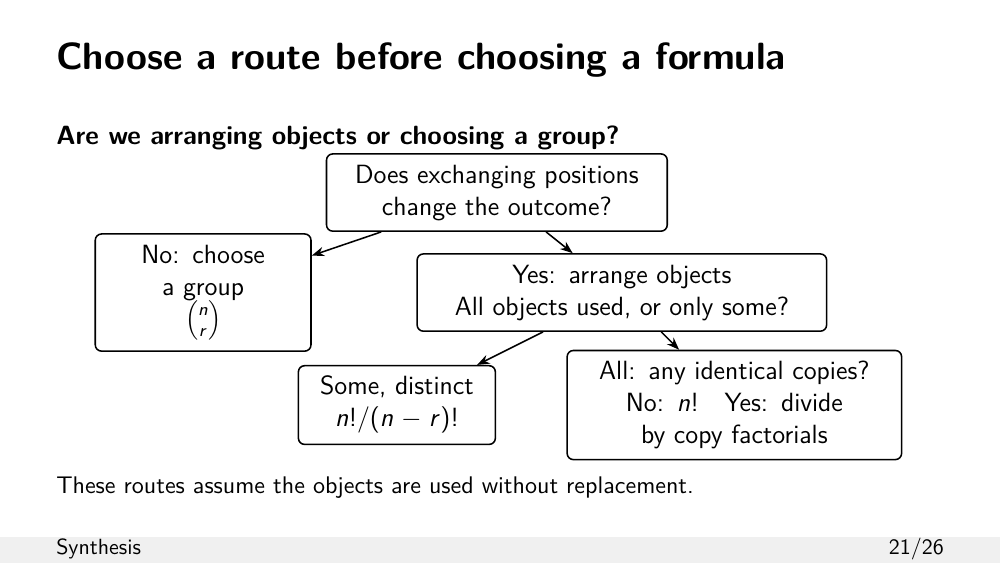 Choose a route before choosing a formula
Are we arranging objects or choosing a group?
Does exchanging positions
change the outcome?
No: choose
a group
(n r)
Yes: arrange objects
All objects used, or only some?
Some, distinct
n!/(n − r)!
All: any identical copies?
No: n! Yes: divide
by copy factorials
These routes assume the objects are used without replacement.
Synthesis 21/26